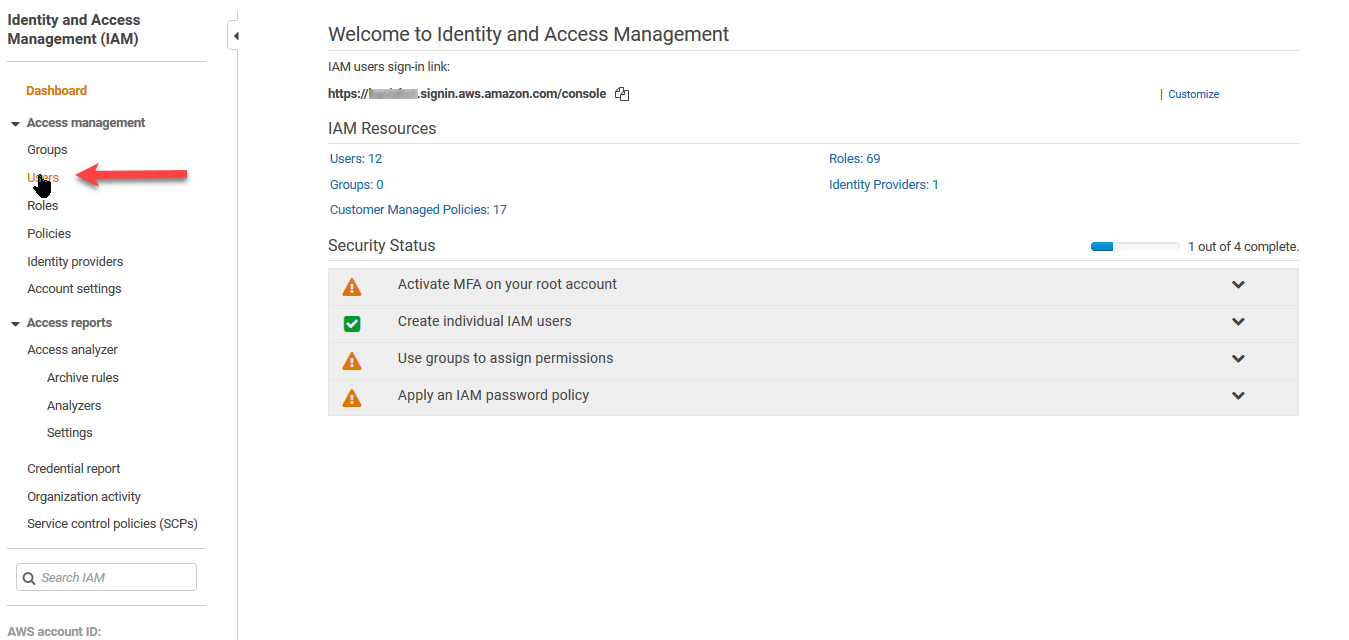 Identity and Access
Management (IAM)
Dashboard
Access management
Groups
Users
Roles
Policies
Identity providers
Account settings
Access reports
Access analyzer
Archive rules
Analyzers
Settings
Credential report
Organization activity
Service control policies (SCPs)
Search IAM
AWS account ID:
Welcome to Identity and Access Management
IAM users sign-in link:
https://.signin.aws.amazon.com/console
| Customize
IAM Resources
Users: 12
Roles: 69
Groups: 0
Identity Providers: 1
Customer Managed Policies: 17
Security Status
1 out of 4 complete.
Activate MFA on your root account
Create individual IAM users
Use groups to assign permissions
Apply an IAM password policy